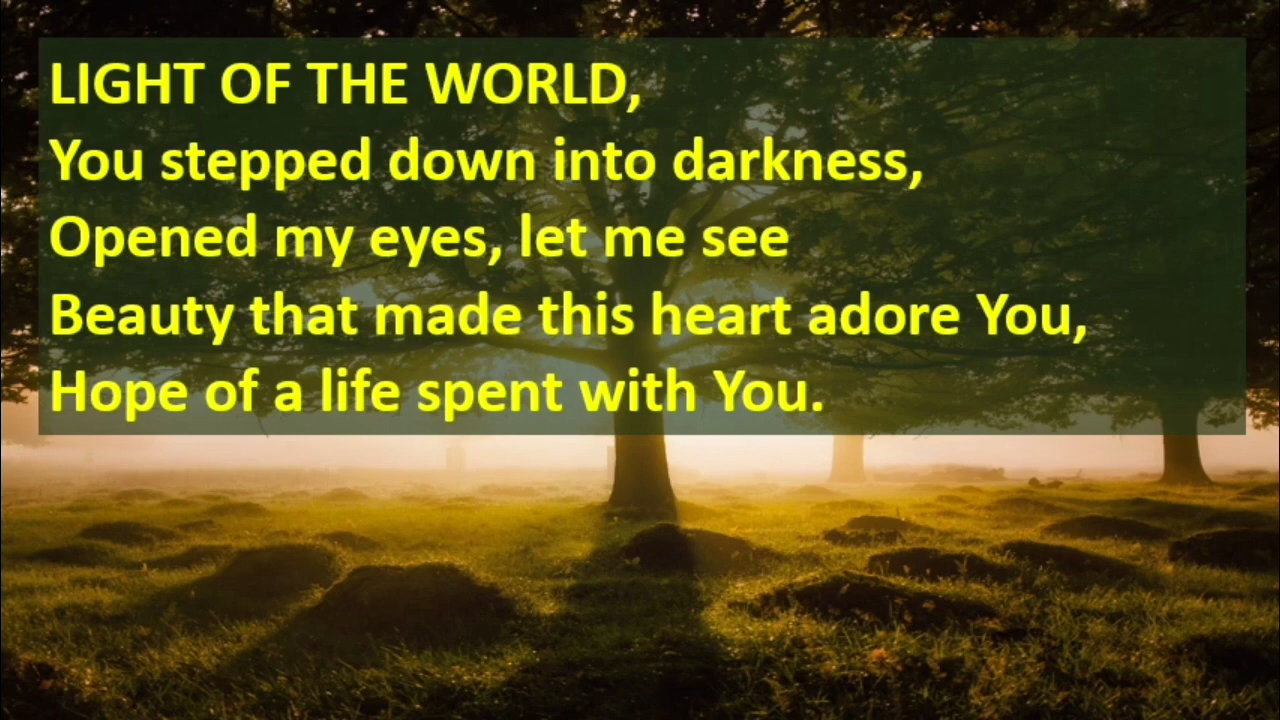 LIGHT OF THE WORLD,
You stepped down into darkness,
Opened my eyes, let me see
Beauty that made this heart adore You,
Hope of a life spent with You.